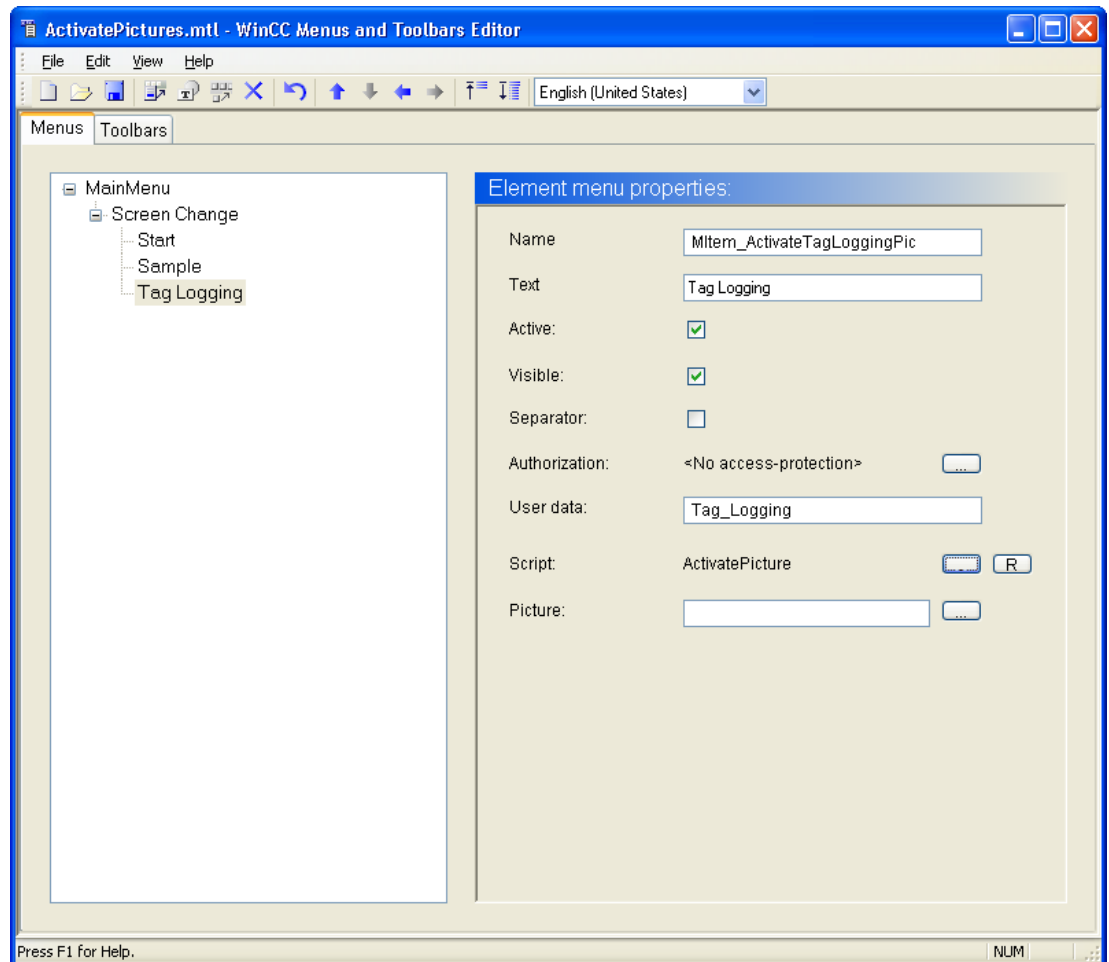 ActivatePictures.mtl - WinCC Menus and Toolbars Editor
File Edit View Help
English (United States)
Menus Toolbars
MainMenu
Screen Change
Start
Sample
Tag Logging
Element menu properties:
Name MItem_ActivateTagLoggingPic
Text Tag Logging
Active:
Visible:
Separator:
Authorization: <No access-protection> ...
User data: Tag_Logging
Script: ActivatePicture ... R
Picture: ...
Press F1 for Help. NUM